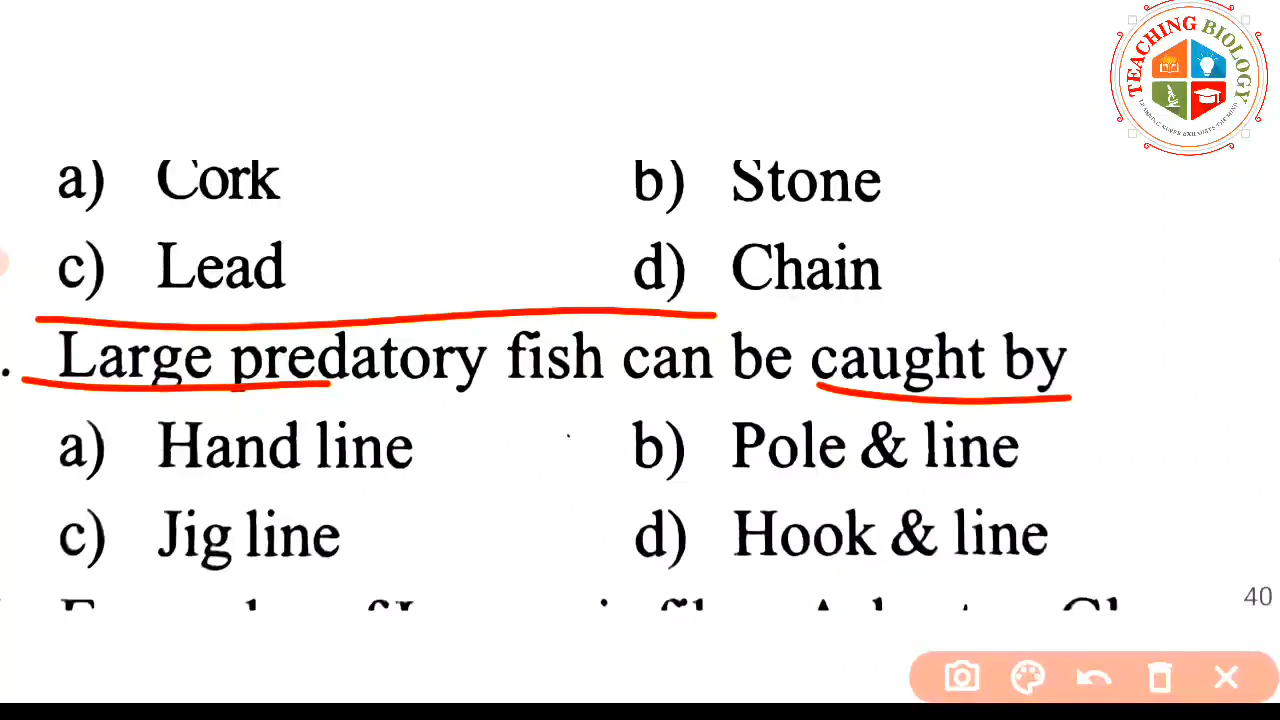 TEACHING BIOLOGY
a) Cork b) Stone
c) Lead d) Chain
. Large predatory fish can be caught by
a) Hand line b) Pole & line
c) Jig line d) Hook & line
40